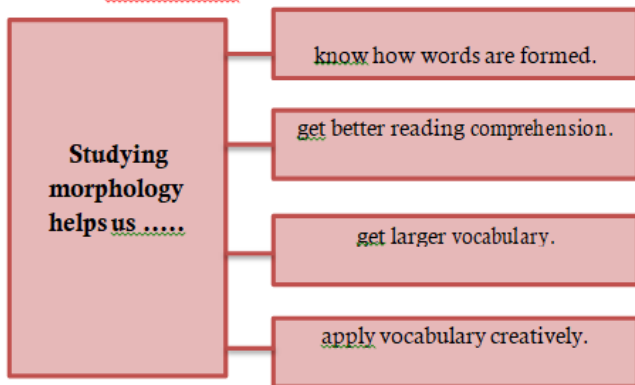 Studying
morphology
helps us .....
know how words are formed.
get better reading comprehension.
get larger vocabulary.
apply vocabulary creatively.